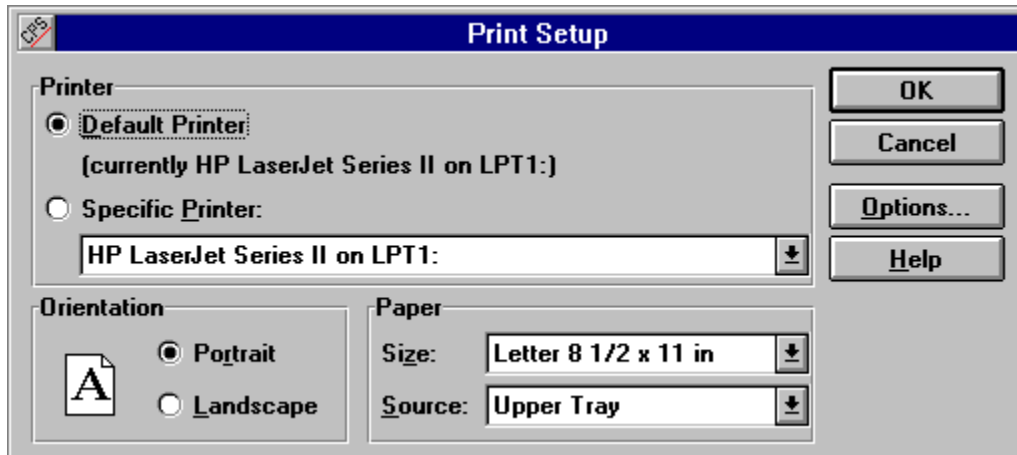 CPS
Print Setup
Printer
Default Printer
(currently HP LaserJet Series II on LPT1:)
Specific Printer:
HP LaserJet Series II on LPT1:
OK
Cancel
Options...
Help
Orientation
A
Portrait
Landscape
Paper
Size: Letter 8 1/2 x 11 in
Source: Upper Tray